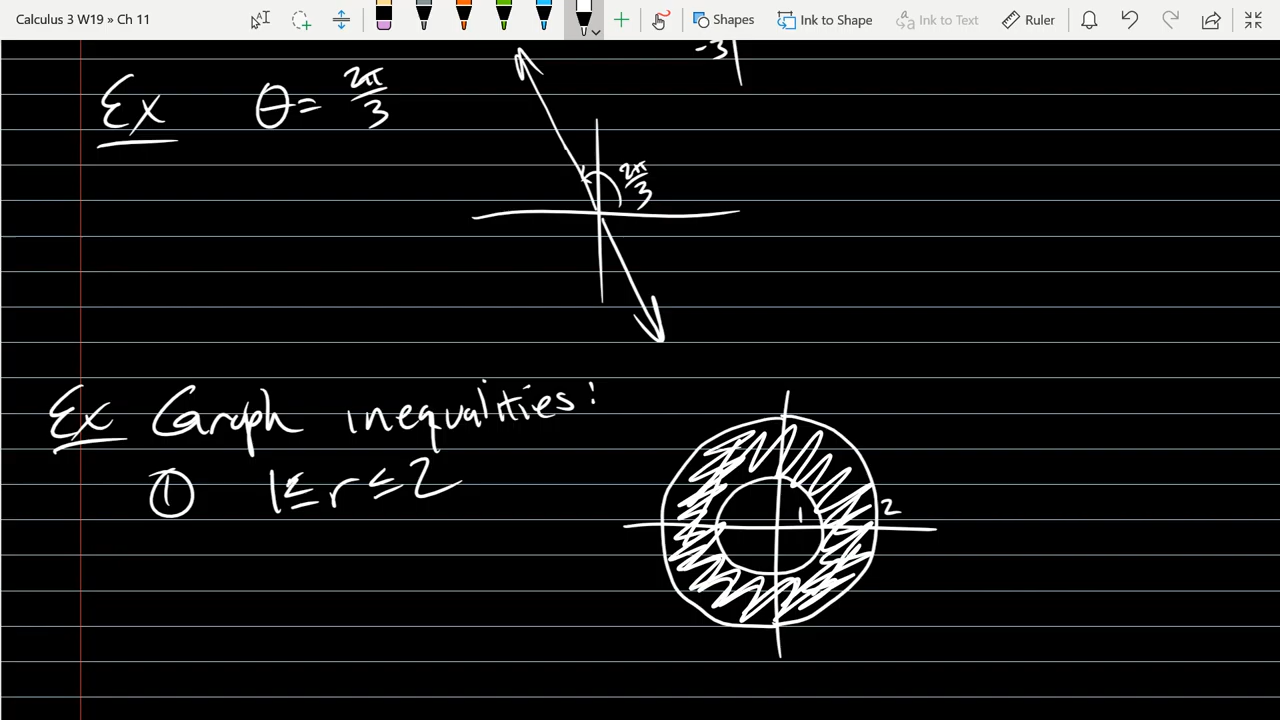 Calculus 3 W19 » Ch 11
Shapes
Ink to Shape
Ink to Text
Ruler
-3
Ex θ = 2π/3
2π/3
Ex Graph inequalities:
① 1 ≤ r ≤ 2
1
2